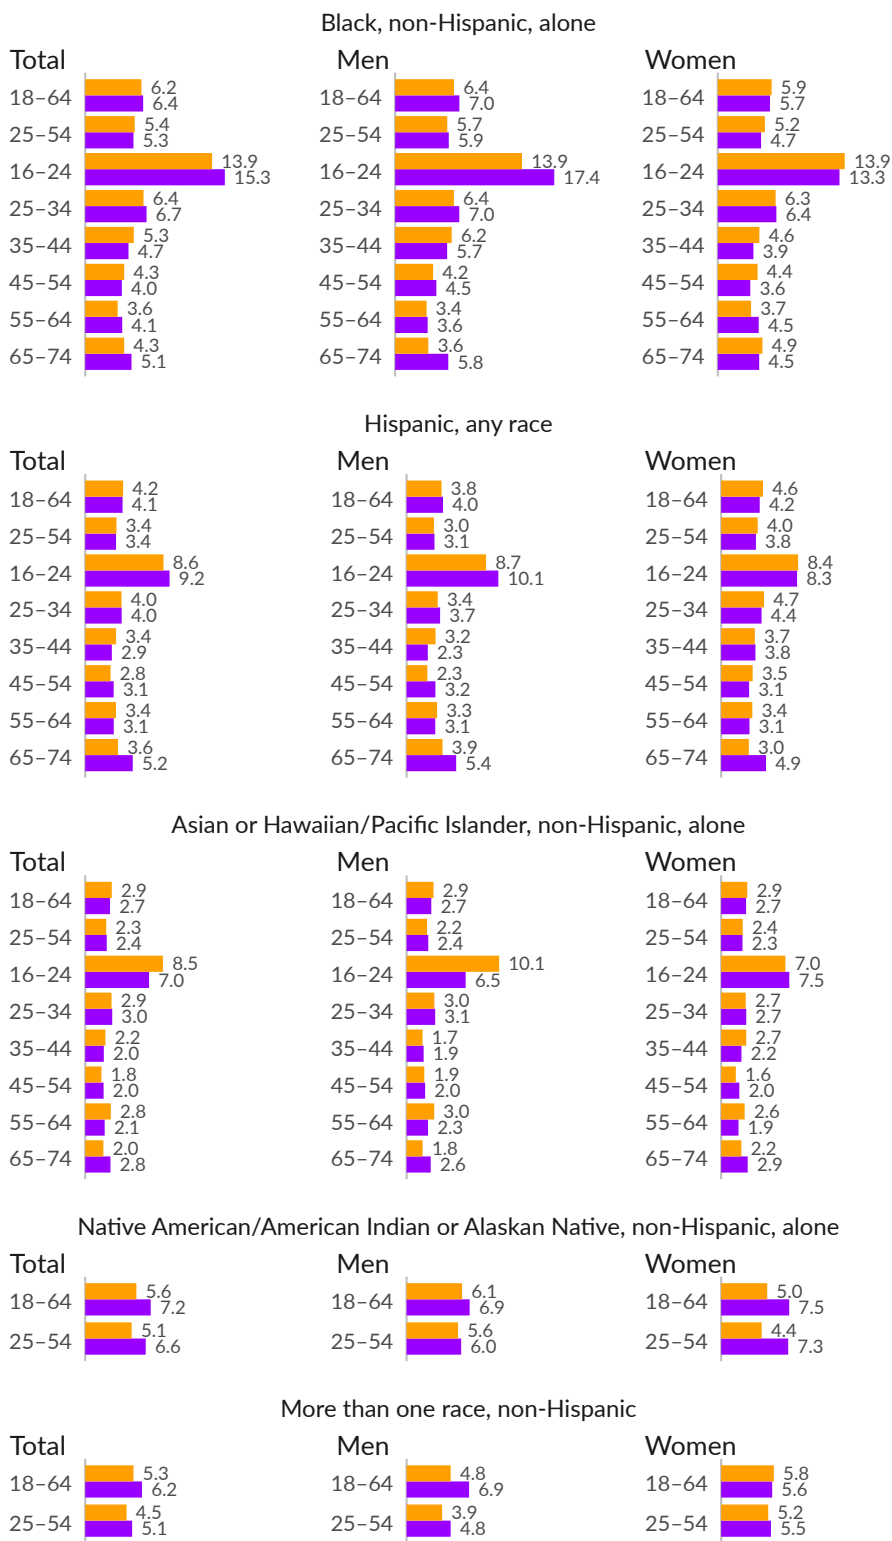 Black, non-Hispanic, alone
Total Men Women
18–64 6.2 6.4 18–64 6.4 7.0 18–64 5.9 5.7
25–54 5.4 5.3 25–54 5.7 5.9 25–54 5.2 4.7
16–24 13.9 15.3 16–24 13.9 17.4 16–24 13.9 13.3
25–34 6.4 6.7 25–34 6.4 7.0 25–34 6.3 6.4
35–44 5.3 4.7 35–44 6.2 5.7 35–44 4.6 3.9
45–54 4.3 4.0 45–54 4.2 4.5 45–54 4.4 3.6
55–64 3.6 4.1 55–64 3.4 3.6 55–64 3.7 4.5
65–74 4.3 5.1 65–74 3.6 5.8 65–74 4.9 4.5
Hispanic, any race
Total Men Women
18–64 4.2 4.1 18–64 3.8 4.0 18–64 4.6 4.2
25–54 3.4 3.4 25–54 3.0 3.1 25–54 4.0 3.8
16–24 8.6 9.2 16–24 8.7 10.1 16–24 8.4 8.3
25–34 4.0 4.0 25–34 3.4 3.7 25–34 4.7 4.4
35–44 3.4 2.9 35–44 3.2 2.3 35–44 3.7 3.8
45–54 2.8 3.1 45–54 2.3 3.2 45–54 3.5 3.1
55–64 3.4 3.1 55–64 3.3 3.1 55–64 3.4 3.1
65–74 3.6 5.2 65–74 3.9 5.4 65–74 3.0 4.9
Asian or Hawaiian/Pacific Islander, non-Hispanic, alone
Total Men Women
18–64 2.9 2.7 18–64 2.9 2.7 18–64 2.9 2.7
25–54 2.3 2.4 25–54 2.2 2.4 25–54 2.4 2.3
16–24 8.5 7.0 16–24 10.1 6.5 16–24 7.0 7.5
25–34 2.9 3.0 25–34 3.0 3.1 25–34 2.7 2.7
35–44 2.2 2.0 35–44 1.7 1.9 35–44 2.7 2.2
45–54 1.8 2.0 45–54 1.9 2.0 45–54 1.6 2.0
55–64 2.8 2.1 55–64 3.0 2.3 55–64 2.6 1.9
65–74 2.0 2.8 65–74 1.8 2.6 65–74 2.2 2.9
Native American/American Indian or Alaskan Native, non-Hispanic, alone
Total Men Women
18–64 5.6 7.2 18–64 6.1 6.9 18–64 5.0 7.5
25–54 5.1 6.6 25–54 5.6 6.0 25–54 4.4 7.3
More than one race, non-Hispanic
Total Men Women
18–64 5.3 6.2 18–64 4.8 6.9 18–64 5.8 5.6
25–54 4.5 5.1 25–54 3.9 4.8 25–54 5.2 5.5